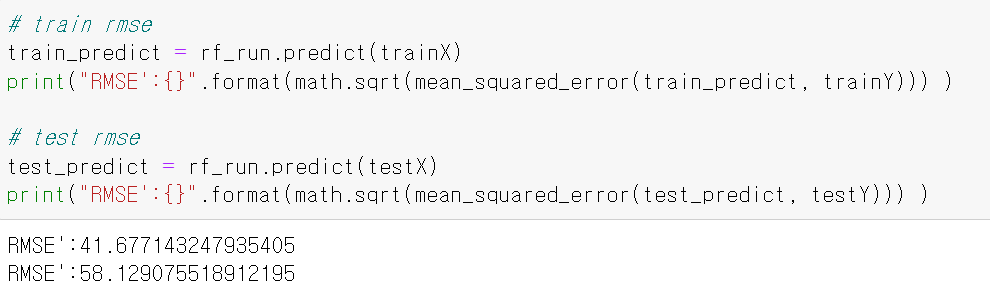 # train rmse
train_predict = rf_run.predict(trainX)
print("RMSE':{}".format(math.sqrt(mean_squared_error(train_predict, trainY))) )
# test rmse
test_predict = rf_run.predict(testX)
print("RMSE':{}".format(math.sqrt(mean_squared_error(test_predict, testY))) )
RMSE':41.677143247935405
RMSE':58.129075518912195